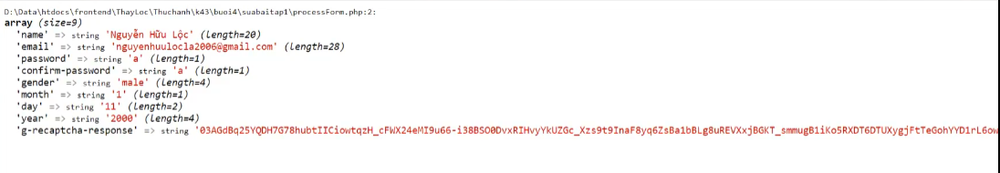 D:\Data\htdocs\frontend\ThayLoc\Thuchanh\k43\buoi4\suabaitap1\processForm.php:2:
array (size=9)
'name' => string 'Nguyễn Hữu Lộc' (length=20)
'email' => string 'nguyenhuulocla2006@gmail.com' (length=28)
'password' => string 'a' (length=1)
'confirm-password' => string 'a' (length=1)
'gender' => string 'male' (length=4)
'month' => string '1' (length=1)
'day' => string '11' (length=2)
'year' => string '2000' (length=4)
'g-recaptcha-response' => string '03AGdBq25YQDH7G78hubtIICiowtqzH_cFWX24eMI9u66-i38BSO0DvxRIHvyYkUZGc_Xzs9t9InaF8yq6ZsBa1bBLg8uREVXxjBGKT_smmugB1iKo5RXDT6DTUXygjFtTeGohYYD1rL6ow